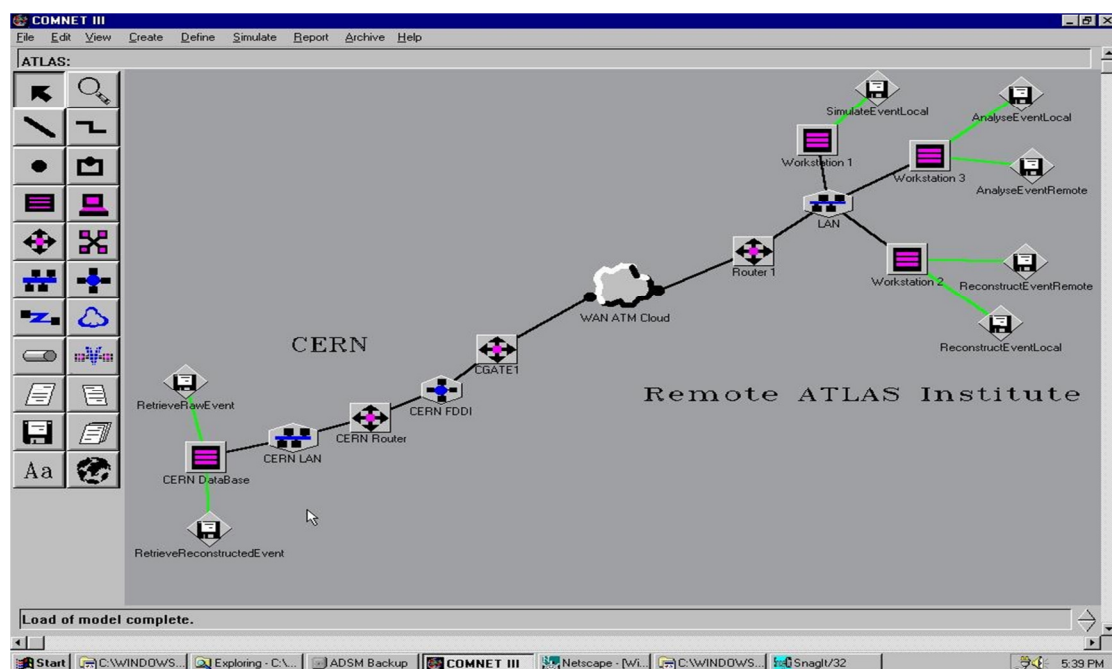 COMNET III
File Edit View Create Define Simulate Report Archive Help
ATLAS:
SimulateEventLocal
AnalyseEventLocal
Workstation 1
Workstation 3
AnalyseEventRemote
LAN
Router 1
Workstation 2
ReconstructEventRemote
WAN ATM Cloud
ReconstructEventLocal
CERN
CGATE1
Remote ATLAS Institute
RetrieveRawEvent
CERN FDDI
CERN Router
CERN LAN
CERN DataBase
Aa
RetrieveReconstructedEvent
Load of model complete.
Start C:\WINDOWS... Exploring - C:\... ADSM Backup COMNET III Netscape - [Wi... C:\WINDOWS... SnagIt/32 5:39 PM